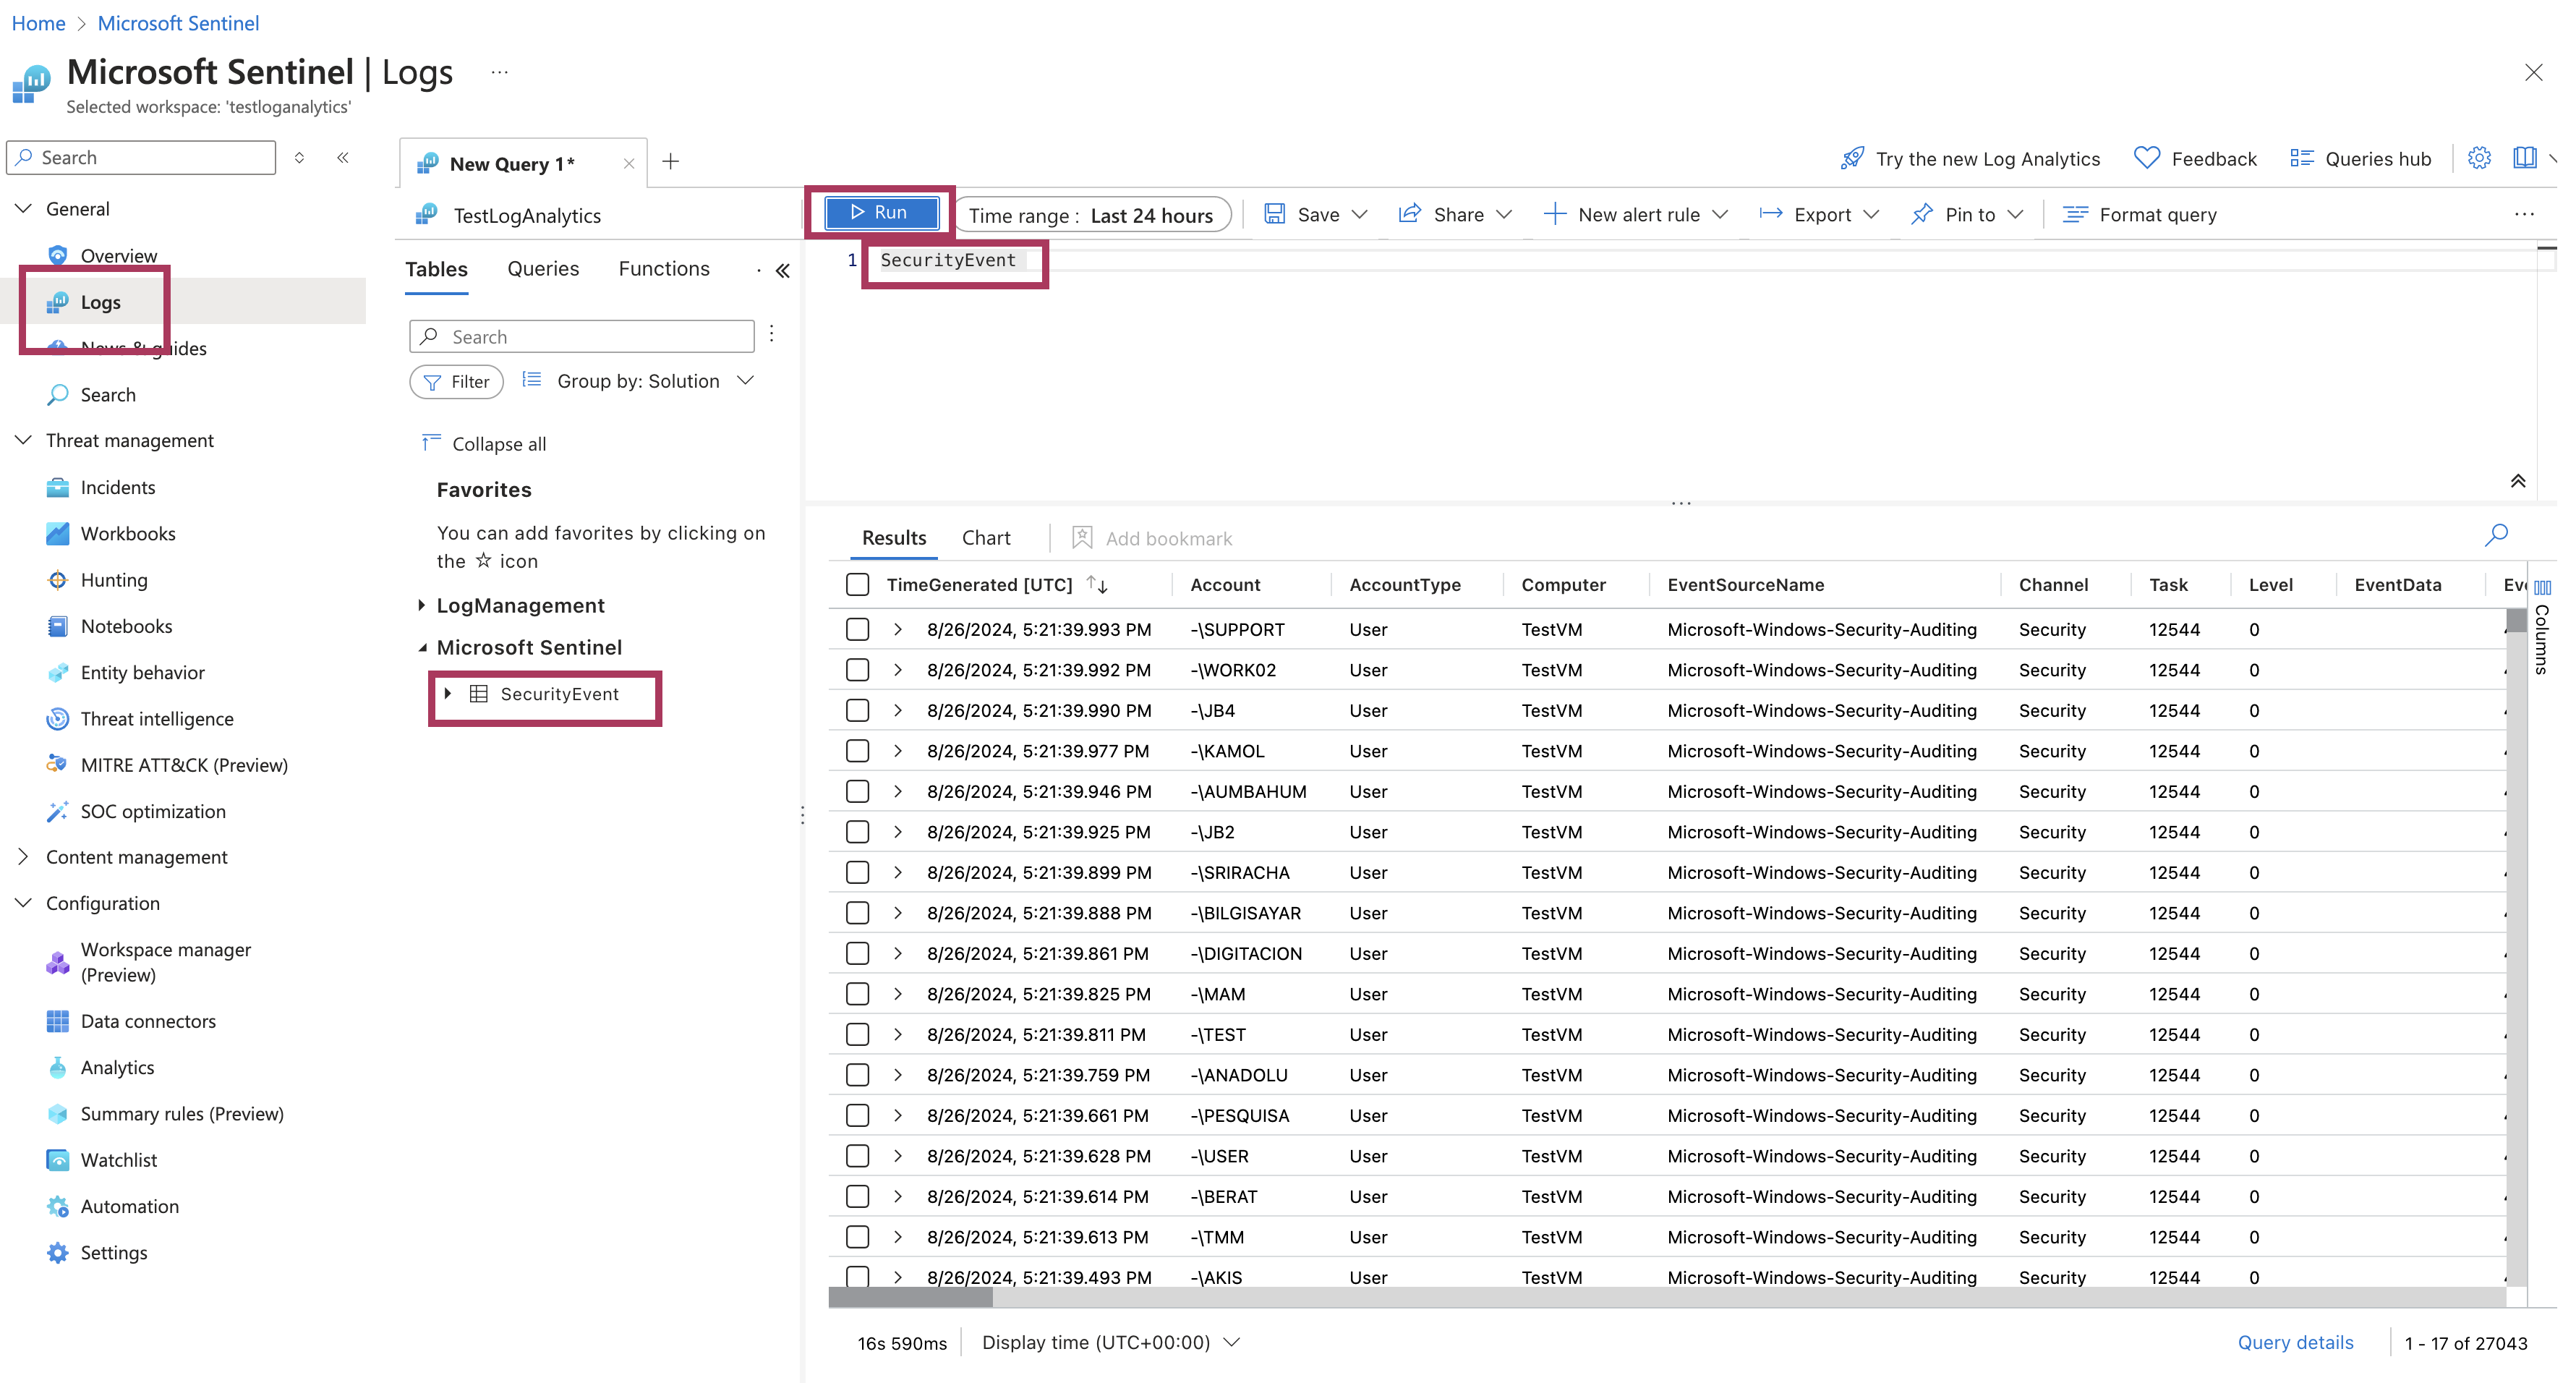 Home > Microsoft Sentinel
Microsoft Sentinel | Logs ...
Selected workspace: 'testloganalytics'
Search
General
Overview
Logs
News & guides
Search
Threat management
Incidents
Workbooks
Hunting
Notebooks
Entity behavior
Threat intelligence
MITRE ATT&CK (Preview)
SOC optimization
Content management
Configuration
Workspace manager
(Preview)
Data connectors
Analytics
Summary rules (Preview)
Watchlist
Automation
Settings
New Query 1*
Try the new Log Analytics Feedback Queries hub
TestLogAnalytics
Run Time range : Last 24 hours Save Share New alert rule Export Pin to Format query ...
Tables Queries Functions
Search
Filter Group by: Solution
Collapse all
Favorites
You can add favorites by clicking on
the ☆ icon
LogManagement
Microsoft Sentinel
SecurityEvent
1 SecurityEvent
Results Chart Add bookmark
TimeGenerated [UTC] Account AccountType Computer EventSourceName Channel Task Level EventData
8/26/2024, 5:21:39.993 PM -\SUPPORT User TestVM Microsoft-Windows-Security-Auditing Security 12544 0
8/26/2024, 5:21:39.992 PM -\WORK02 User TestVM Microsoft-Windows-Security-Auditing Security 12544 0
8/26/2024, 5:21:39.990 PM -\JB4 User TestVM Microsoft-Windows-Security-Auditing Security 12544 0
8/26/2024, 5:21:39.977 PM -\KAMOL User TestVM Microsoft-Windows-Security-Auditing Security 12544 0
8/26/2024, 5:21:39.946 PM -\AUMBAHUM User TestVM Microsoft-Windows-Security-Auditing Security 12544 0
8/26/2024, 5:21:39.925 PM -\JB2 User TestVM Microsoft-Windows-Security-Auditing Security 12544 0
8/26/2024, 5:21:39.899 PM -\SRIRACHA User TestVM Microsoft-Windows-Security-Auditing Security 12544 0
8/26/2024, 5:21:39.888 PM -\BILGISAYAR User TestVM Microsoft-Windows-Security-Auditing Security 12544 0
8/26/2024, 5:21:39.861 PM -\DIGITACION User TestVM Microsoft-Windows-Security-Auditing Security 12544 0
8/26/2024, 5:21:39.825 PM -\MAM User TestVM Microsoft-Windows-Security-Auditing Security 12544 0
8/26/2024, 5:21:39.811 PM -\TEST User TestVM Microsoft-Windows-Security-Auditing Security 12544 0
8/26/2024, 5:21:39.759 PM -\ANADOLU User TestVM Microsoft-Windows-Security-Auditing Security 12544 0
8/26/2024, 5:21:39.661 PM -\PESQUISA User TestVM Microsoft-Windows-Security-Auditing Security 12544 0
8/26/2024, 5:21:39.628 PM -\USER User TestVM Microsoft-Windows-Security-Auditing Security 12544 0
8/26/2024, 5:21:39.614 PM -\BERAT User TestVM Microsoft-Windows-Security-Auditing Security 12544 0
8/26/2024, 5:21:39.613 PM -\TMM User TestVM Microsoft-Windows-Security-Auditing Security 12544 0
8/26/2024, 5:21:39.493 PM -\AKIS User TestVM Microsoft-Windows-Security-Auditing Security 12544 0
Columns
16s 590ms Display time (UTC+00:00) Query details 1 - 17 of 27043